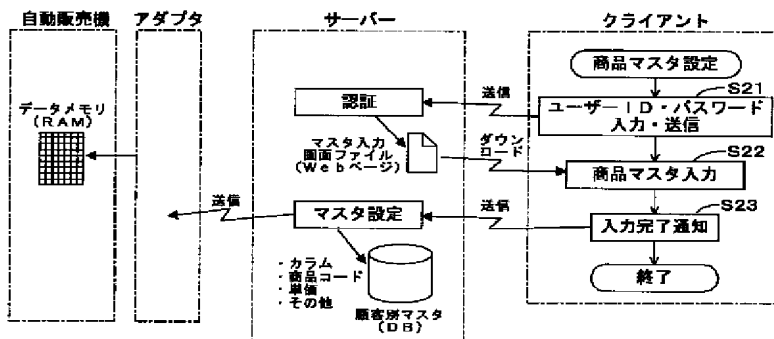 自動販売機
アダプタ
サーバー
クライアント
商品マスタ設定
S21
ユーザーID・パスワード
入力・送信
送信
認証
データメモリ
(RAM)
マスタ入力
画面ファイル
(Webページ)
ダウン
ロード
S22
商品マスタ入力
S23
入力完了通知
送信
マスタ設定
送信
・カラム
・商品コード
・単価
・その他
顧客別マスタ
(DB)
終了